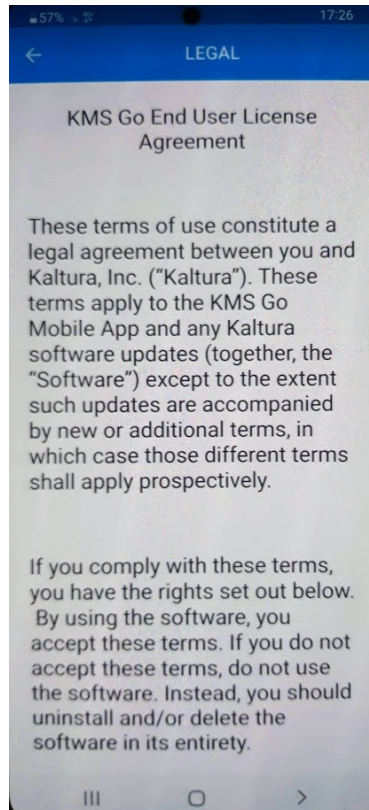 57% 17:26
LEGAL
KMS Go End User License
Agreement
These terms of use constitute a
legal agreement between you and
Kaltura, Inc. (“Kaltura”). These
terms apply to the KMS Go
Mobile App and any Kaltura
software updates (together, the
“Software”) except to the extent
such updates are accompanied
by new or additional terms, in
which case those different terms
shall apply prospectively.
If you comply with these terms,
you have the rights set out below.
By using the software, you
accept these terms. If you do not
accept these terms, do not use
the software. Instead, you should
uninstall and/or delete the
software in its entirety.